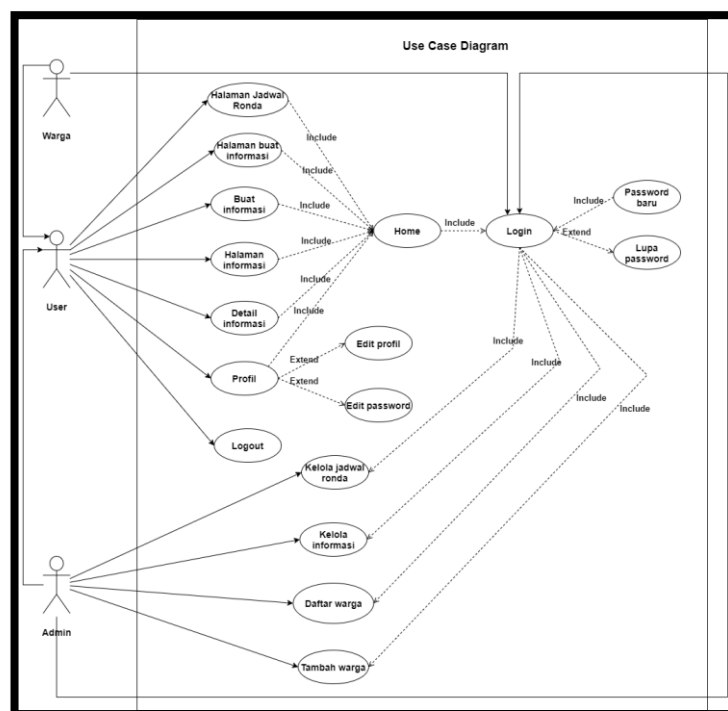 Use Case Diagram
Warga
Halaman Jadwal
Ronda
Include
Halaman buat
informasi
Include
Buat
informasi
Include
Password
baru
Include
Home
Include
Login
Extend
Lupa
password
User
Halaman
informasi
Include
Detail
informasi
Include
Include
Profil
Extend
Edit profil
Extend
Edit password
Include
Include
Include
Include
Logout
Kelola jadwal
ronda
Kelola
informasi
Admin
Daftar warga
Tambah warga